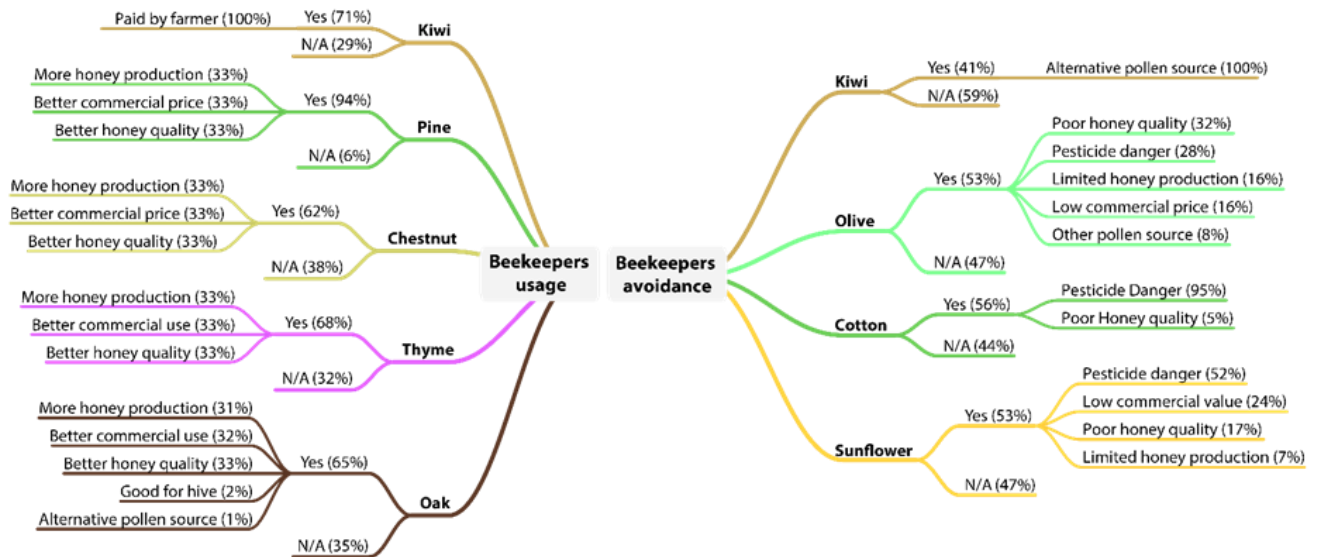 Paid by farmer (100%)
Yes (71%)
N/A (29%)
Kiwi
More honey production (33%)
Better commercial price (33%)
Better honey quality (33%)
Yes (94%)
N/A (6%)
Pine
More honey production (33%)
Better commercial price (33%)
Better honey quality (33%)
Yes (62%)
N/A (38%)
Chestnut
More honey production (33%)
Better commercial use (33%)
Better honey quality (33%)
Yes (68%)
N/A (32%)
Thyme
More honey production (31%)
Better commercial use (32%)
Better honey quality (33%)
Good for hive (2%)
Alternative pollen source (1%)
Yes (65%)
N/A (35%)
Oak
Beekeepers
usage
Beekeepers
avoidance
Kiwi
Yes (41%)
N/A (59%)
Alternative pollen source (100%)
Olive
Yes (53%)
N/A (47%)
Poor honey quality (32%)
Pesticide danger (28%)
Limited honey production (16%)
Low commercial price (16%)
Other pollen source (8%)
Cotton
Yes (56%)
N/A (44%)
Pesticide Danger (95%)
Poor Honey quality (5%)
Sunflower
Yes (53%)
N/A (47%)
Pesticide danger (52%)
Low commercial value (24%)
Poor honey quality (17%)
Limited honey production (7%)